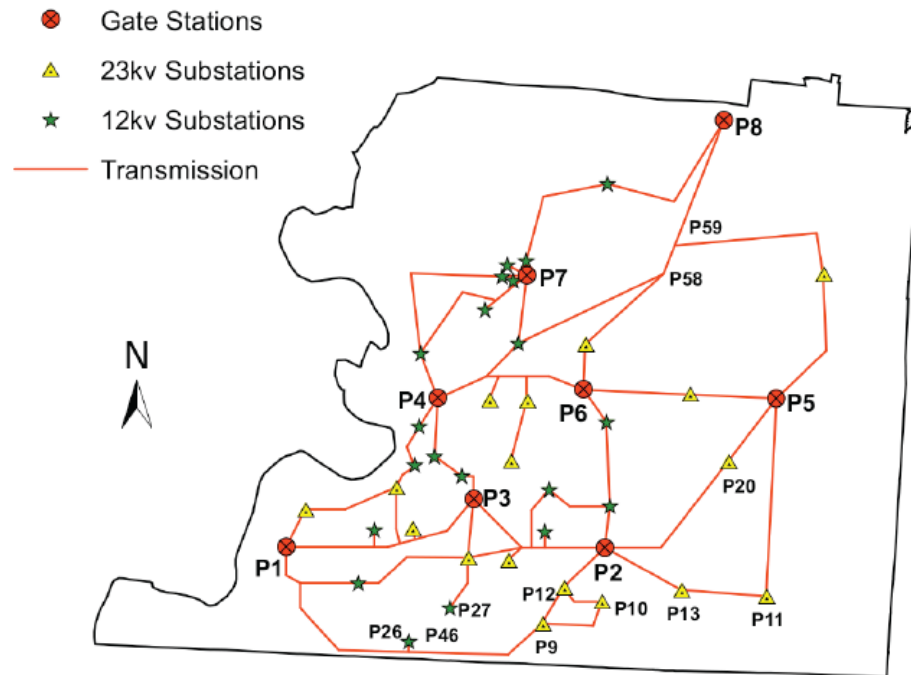 Gate Stations
23kv Substations
12kv Substations
Transmission
P8
P59
P7
P58
N
P4
P6
P5
P20
P3
P1
P2
P12
P10
P13
P11
P27
P26
P46
P9